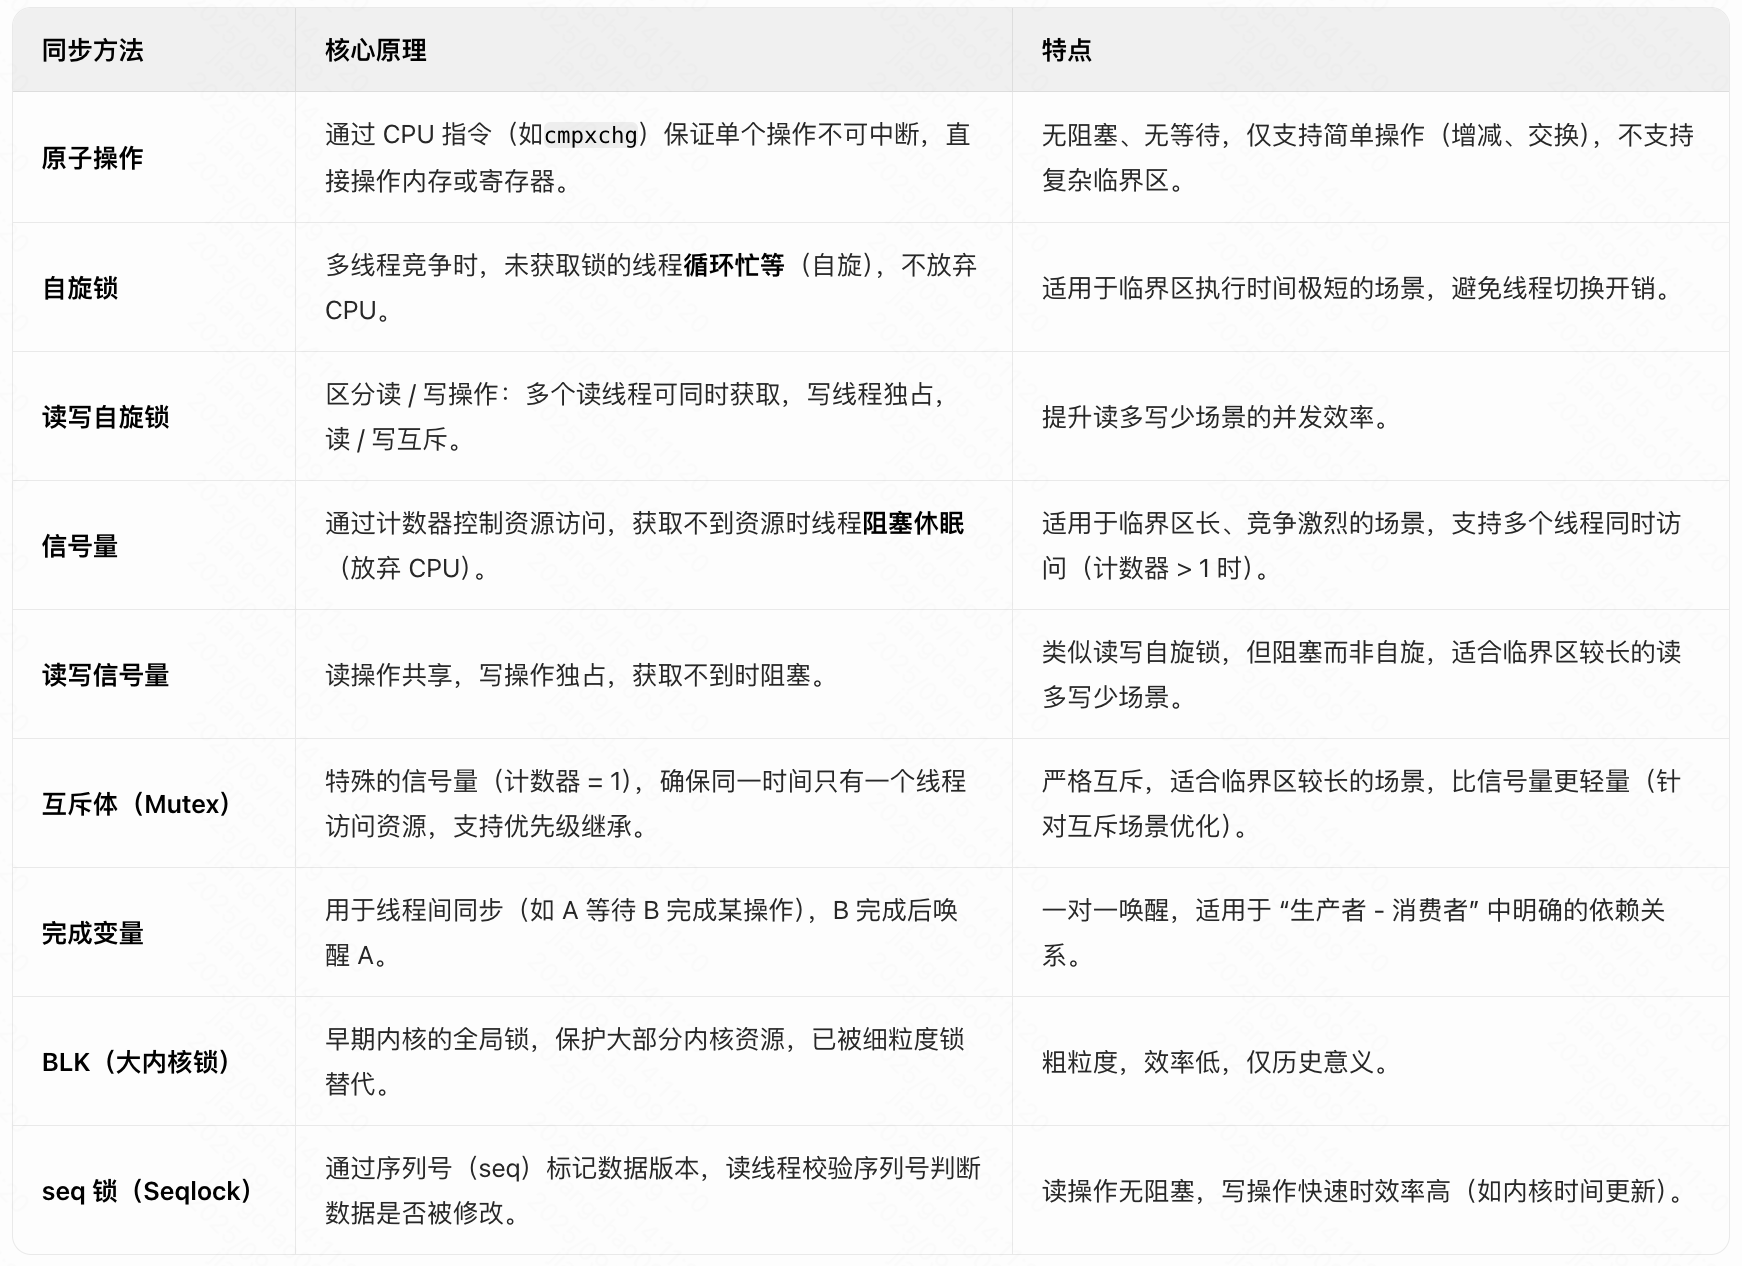 同步方法
核心原理
特点
原子操作
通过 CPU 指令（如cmpxchg）保证单个操作不可中断，直
接操作内存或寄存器。
无阻塞、无等待，仅支持简单操作（增减、交换），不支持
复杂临界区。
自旋锁
多线程竞争时，未获取锁的线程循环忙等（自旋），不放弃
CPU。
适用于临界区执行时间极短的场景，避免线程切换开销。
读写自旋锁
区分读 / 写操作：多个读线程可同时获取，写线程独占，
读 / 写互斥。
提升读多写少场景的并发效率。
信号量
通过计数器控制资源访问，获取不到资源时线程阻塞休眠
（放弃 CPU）。
适用于临界区长、竞争激烈的场景，支持多个线程同时访
问（计数器 > 1 时）。
读写信号量
读操作共享，写操作独占，获取不到时阻塞。
类似读写自旋锁，但阻塞而非自旋，适合临界区较长的读
多写少场景。
互斥体（Mutex）
特殊的信号量（计数器 = 1），确保同一时间只有一个线程
访问资源，支持优先级继承。
严格互斥，适合临界区较长的场景，比信号量更轻量（针
对互斥场景优化）。
完成变量
用于线程间同步（如 A 等待 B 完成某操作），B 完成后唤
醒 A。
一对一唤醒，适用于 “生产者 - 消费者” 中明确的依赖关
系。
BLK（大内核锁）
早期内核的全局锁，保护大部分内核资源，已被细粒度锁
替代。
粗粒度，效率低，仅历史意义。
seq 锁（Seqlock）
通过序列号（seq）标记数据版本，读线程校验序列号判断
数据是否被修改。
读操作无阻塞，写操作快速时效率高（如内核时间更新）。